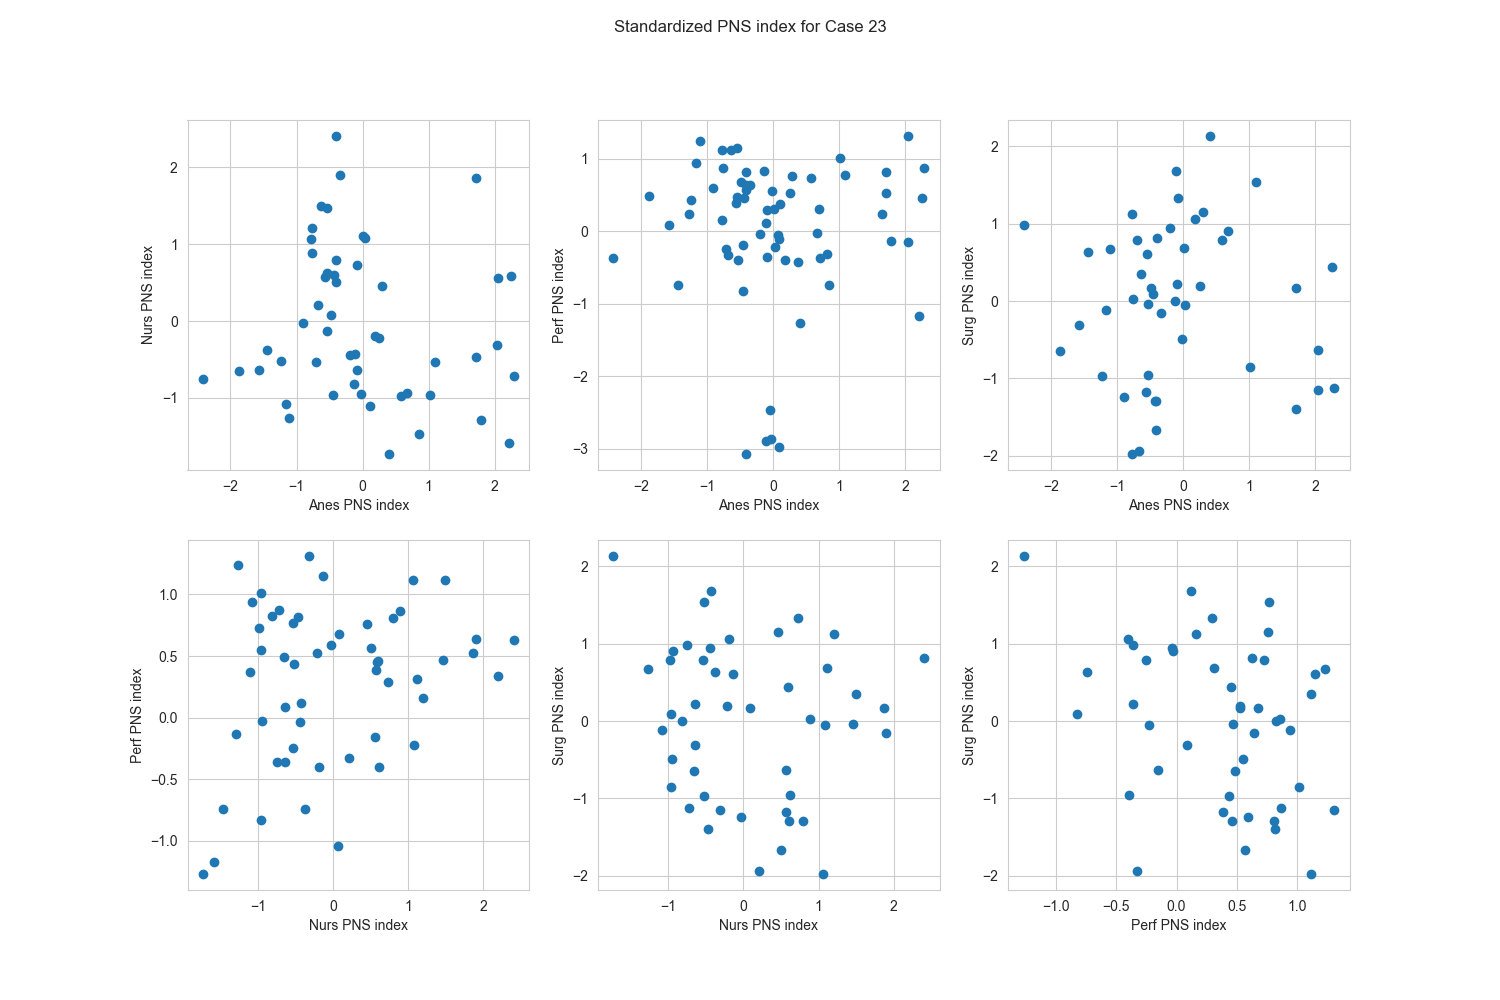 Standardized PNS index for Case 23
Nurs PNS index
2
1
0
−1
−2 −1 0 1 2
Anes PNS index
Perf PNS index
1
0
−1
−2
−3
−2 −1 0 1 2
Anes PNS index
Surg PNS index
2
1
0
−1
−2
−2 −1 0 1 2
Anes PNS index
Perf PNS index
1.0
0.5
0.0
−0.5
−1.0
−1 0 1 2
Nurs PNS index
Surg PNS index
2
1
0
−1
−2
−1 0 1 2
Nurs PNS index
Surg PNS index
2
1
0
−1
−2
−1.0 −0.5 0.0 0.5 1.0
Perf PNS index